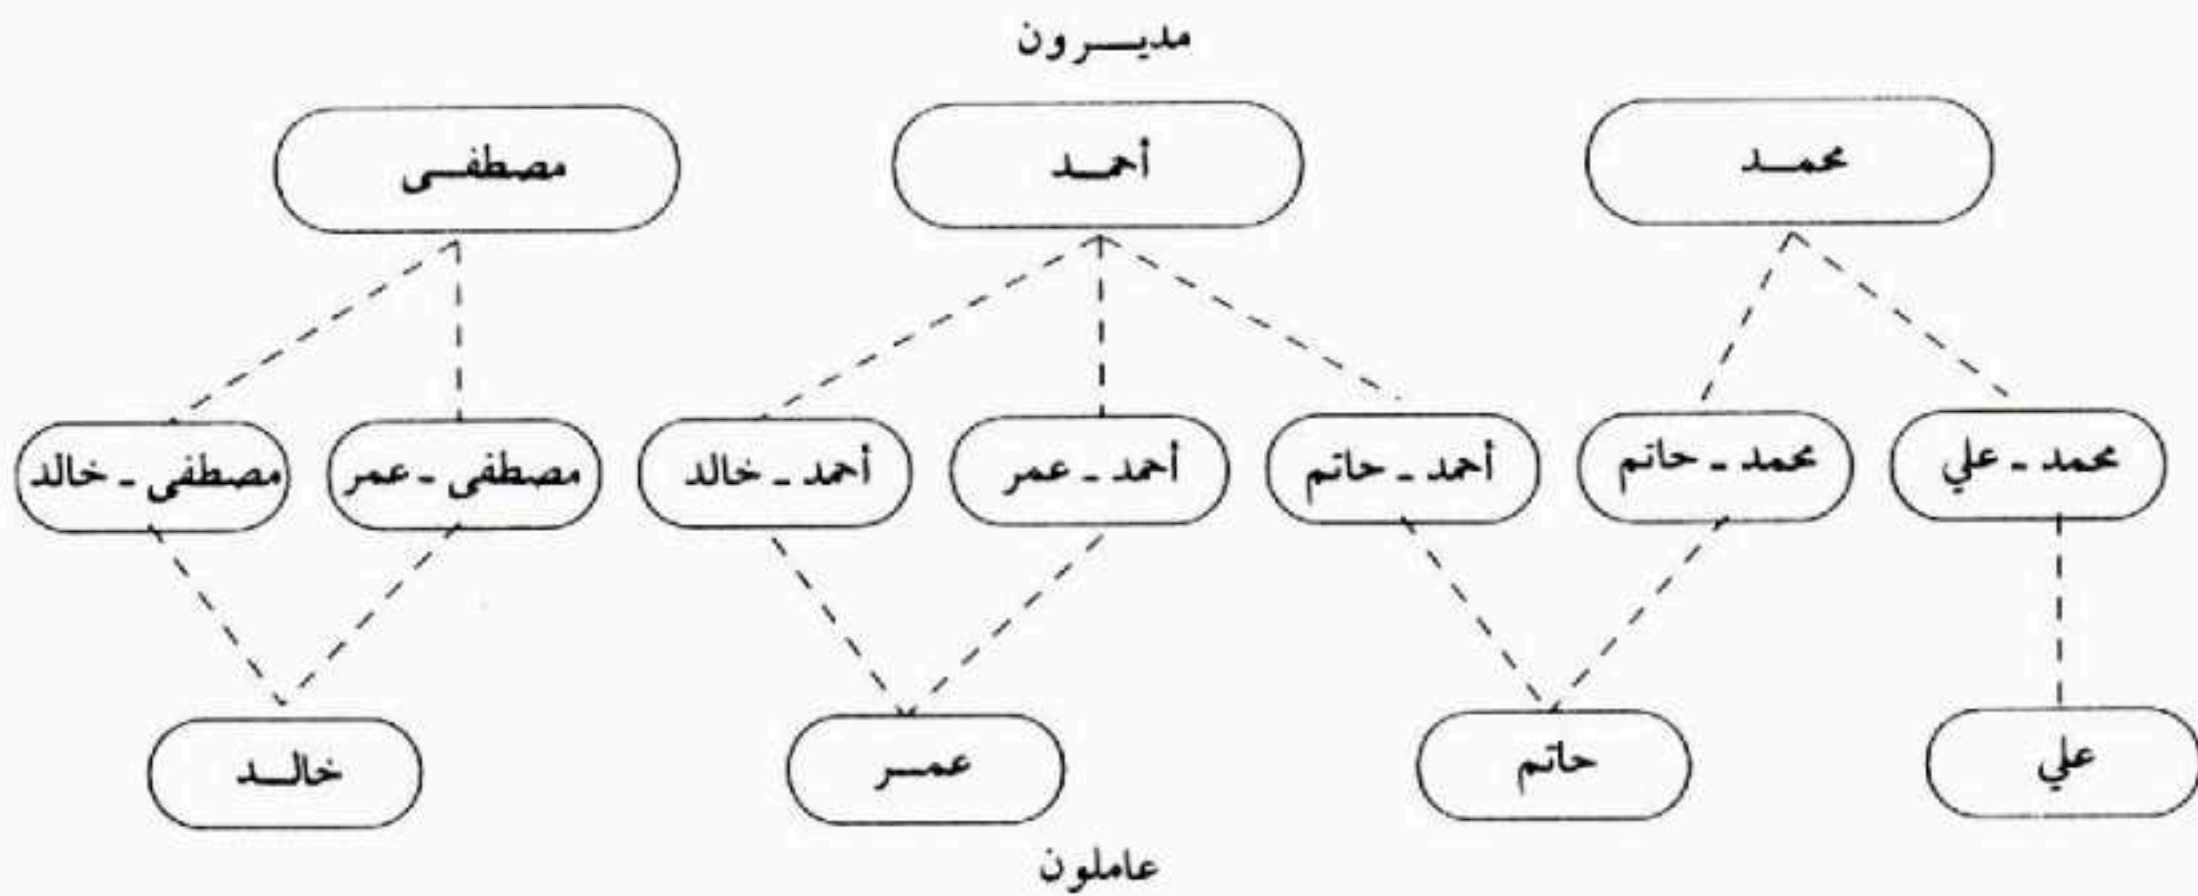 مديرون
محمد
أحمد
مصطفى
محمد - علي
محمد - حاتم
أحمد - حاتم
أحمد - عمر
أحمد - خالد
مصطفى - عمر
مصطفى - خالد
علي
حاتم
عمر
خالد
عاملون